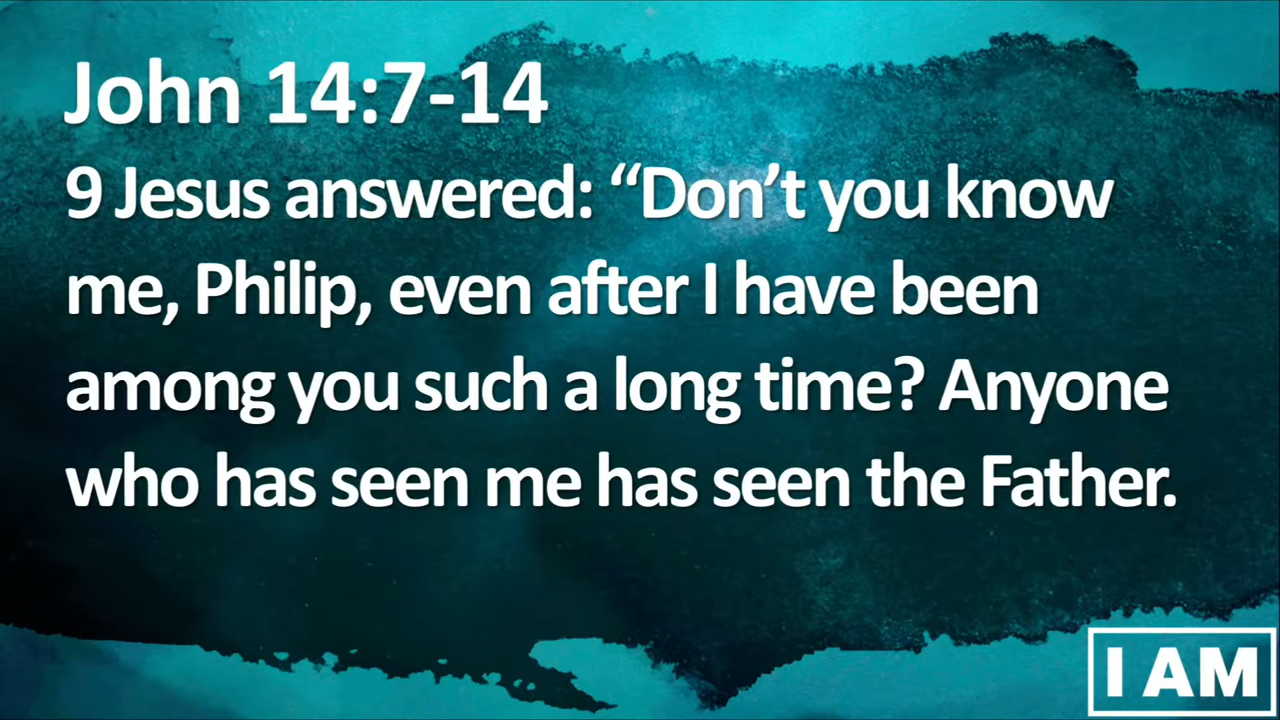 John 14:7-14
9 Jesus answered: “Don’t you know
me, Philip, even after I have been
among you such a long time? Anyone
who has seen me has seen the Father.
I AM